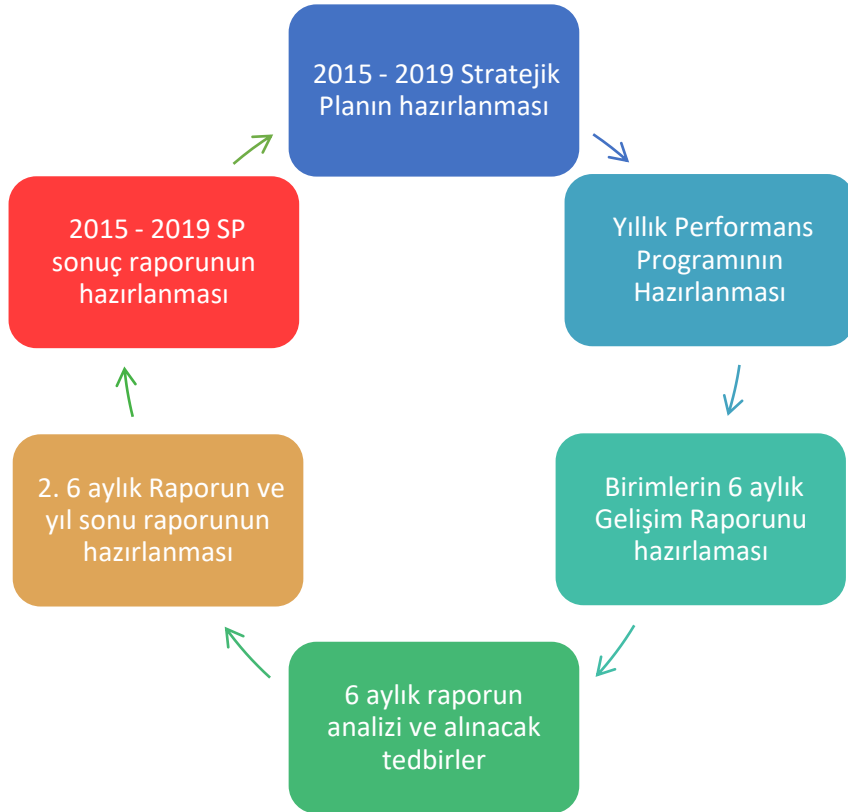 2015 - 2019 Stratejik
Planın hazırlanması
Yıllık Performans
Programının
Hazırlanması
Birimlerin 6 aylık
Gelişim Raporunu
hazırlaması
6 aylık raporun
analizi ve alınacak
tedbirler
2. 6 aylık Raporun ve
yıl sonu raporunun
hazırlanması
2015 - 2019 SP
sonuç raporunun
hazırlanması